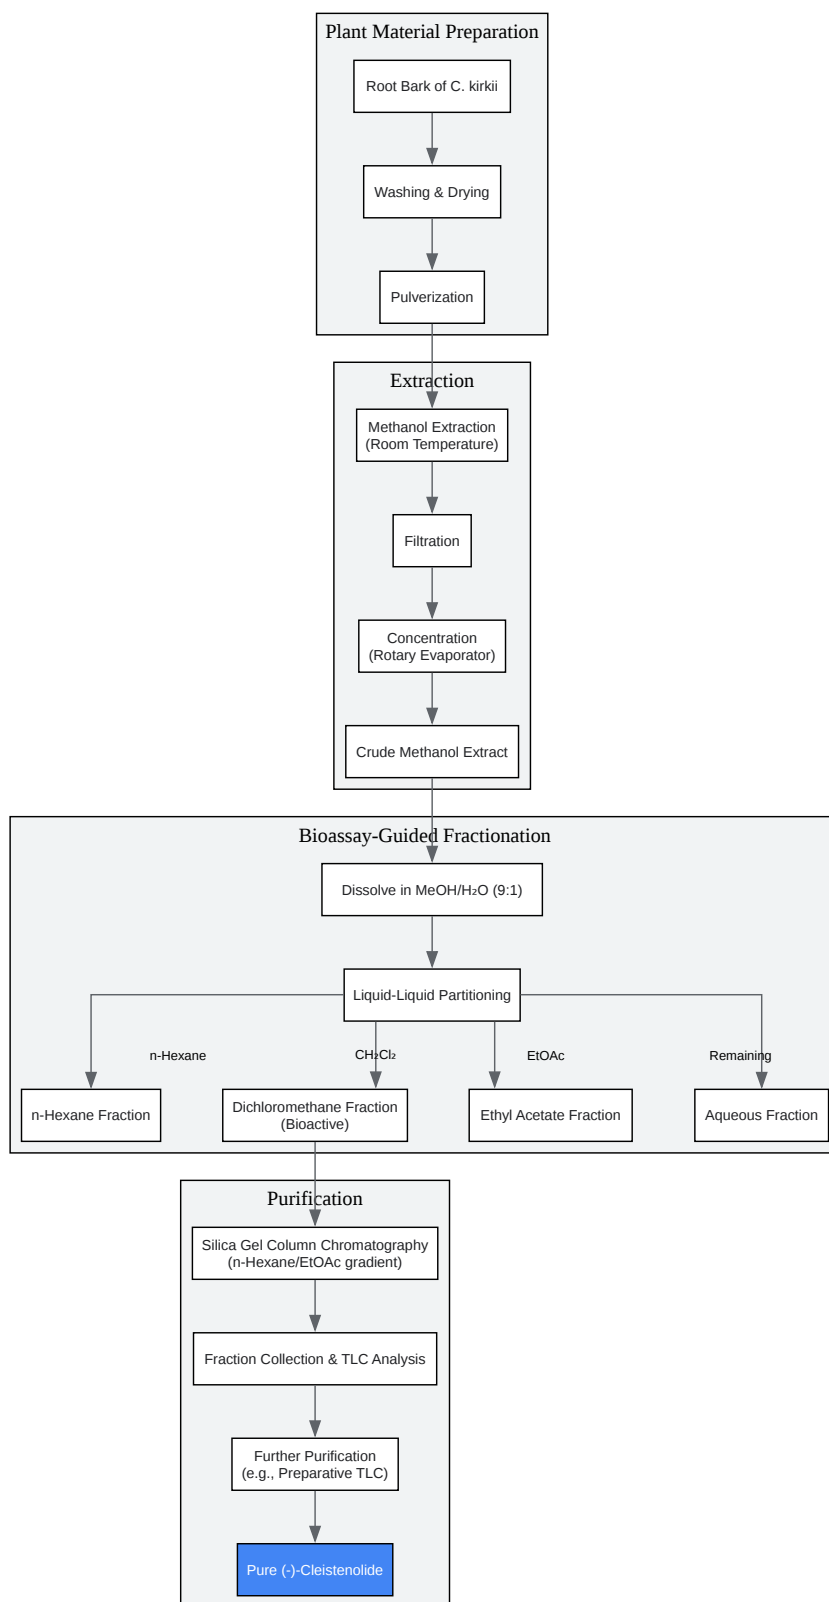 Plant Material Preparation
Root Bark of C. kirkii
Washing & Drying
Pulverization
Extraction
Methanol Extraction
(Room Temperature)
Filtration
Concentration
(Rotary Evaporator)
Crude Methanol Extract
Bioassay-Guided Fractionation
Dissolve in MeOH/H₂O (9:1)
Liquid-Liquid Partitioning
n-Hexane
CH₂Cl₂
EtOAc
Remaining
n-Hexane Fraction
Dichloromethane Fraction
(Bioactive)
Ethyl Acetate Fraction
Aqueous Fraction
Purification
Silica Gel Column Chromatography
(n-Hexane/EtOAc gradient)
Fraction Collection & TLC Analysis
Further Purification
(e.g., Preparative TLC)
Pure (-)-Cleistenolide